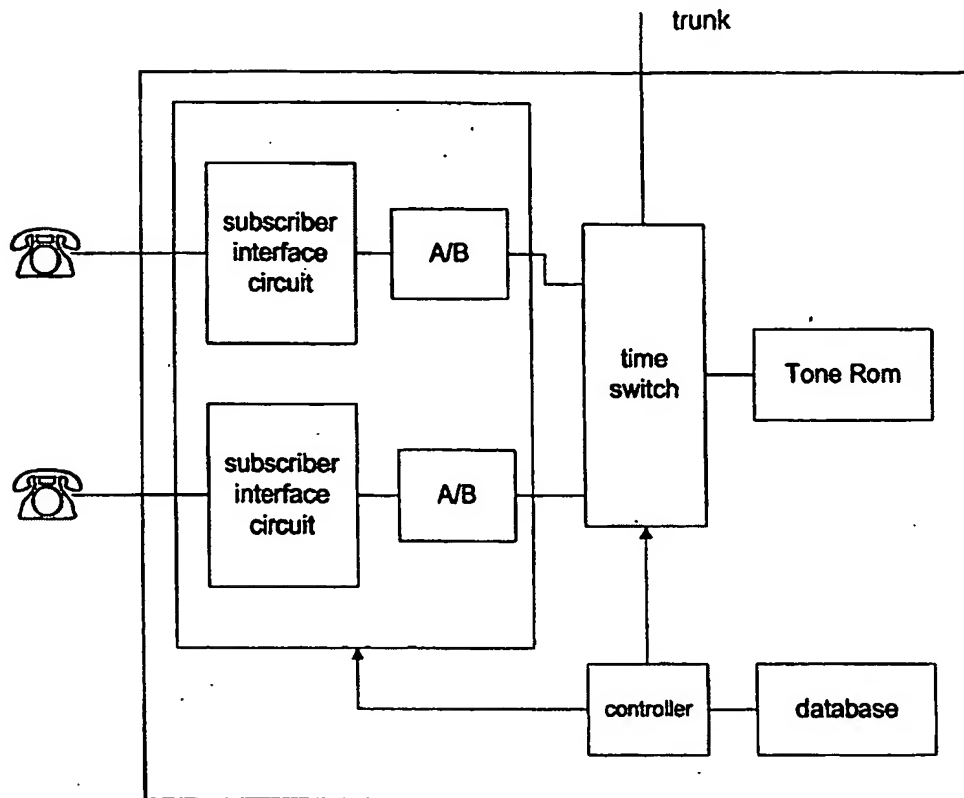 trunk
subscriber
interface
circuit
A/B
time
switch
Tone Rom
subscriber
interface
circuit
A/B
controller
database